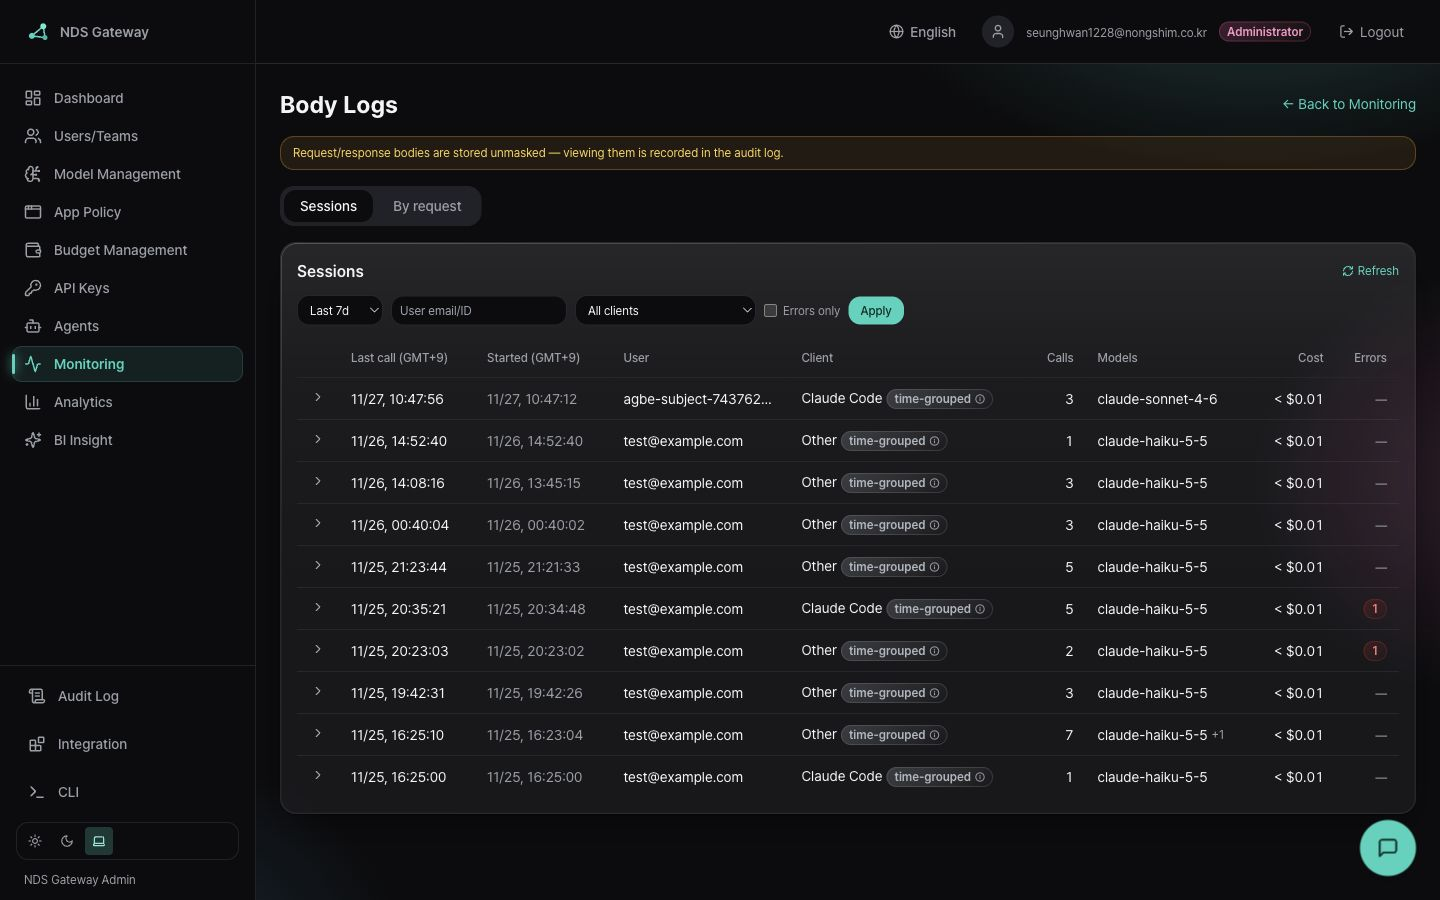 NDS Gateway
English
seunghwan1228@nongshim.co.kr
Administrator
Logout
Dashboard
Users/Teams
Model Management
App Policy
Budget Management
API Keys
Agents
Monitoring
Analytics
BI Insight
Audit Log
Integration
CLI
NDS Gateway Admin
Body Logs
← Back to Monitoring
Request/response bodies are stored unmasked — viewing them is recorded in the audit log.
Sessions By request
Sessions
Refresh
Last 7d User email/ID All clients Errors only Apply
Last call (GMT+9) Started (GMT+9) User Client Calls Models Cost Errors
11/27, 10:47:56 11/27, 10:47:12 agbe-subject-743762... Claude Code time-grouped 3 claude-sonnet-4-6 < $0.01 —
11/26, 14:52:40 11/26, 14:52:40 test@example.com Other time-grouped 1 claude-haiku-5-5 < $0.01 —
11/26, 14:08:16 11/26, 13:45:15 test@example.com Other time-grouped 3 claude-haiku-5-5 < $0.01 —
11/26, 00:40:04 11/26, 00:40:02 test@example.com Other time-grouped 3 claude-haiku-5-5 < $0.01 —
11/25, 21:23:44 11/25, 21:21:33 test@example.com Other time-grouped 5 claude-haiku-5-5 < $0.01 —
11/25, 20:35:21 11/25, 20:34:48 test@example.com Claude Code time-grouped 5 claude-haiku-5-5 < $0.01 1
11/25, 20:23:03 11/25, 20:23:02 test@example.com Other time-grouped 2 claude-haiku-5-5 < $0.01 1
11/25, 19:42:31 11/25, 19:42:26 test@example.com Other time-grouped 3 claude-haiku-5-5 < $0.01 —
11/25, 16:25:10 11/25, 16:23:04 test@example.com Other time-grouped 7 claude-haiku-5-5 +1 < $0.01 —
11/25, 16:25:00 11/25, 16:25:00 test@example.com Claude Code time-grouped 1 claude-haiku-5-5 < $0.01 —